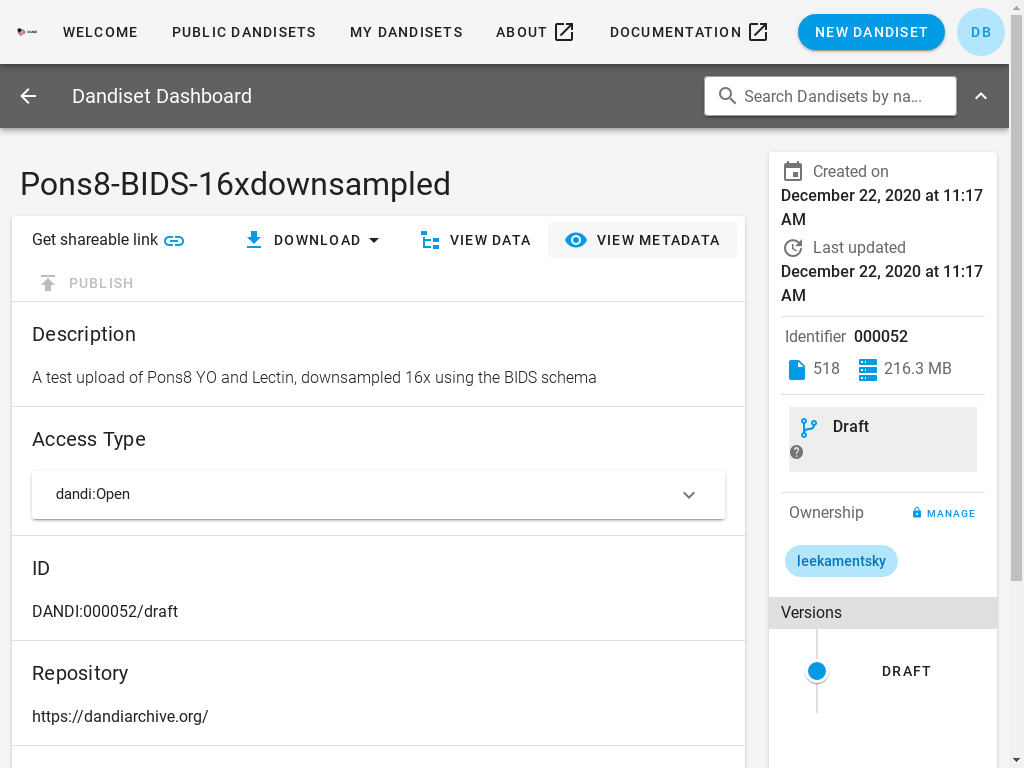 WELCOME
PUBLIC DANDISETS
MY DANDISETS
ABOUT
DOCUMENTATION
NEW DANDISET
DB
Dandiset Dashboard
Search Dandisets by na...
Pons8-BIDS-16xdownsampled
Get shareable link
DOWNLOAD
VIEW DATA
VIEW METADATA
PUBLISH
Description
A test upload of Pons8 YO and Lectin, downsampled 16x using the BIDS schema
Access Type
dandi:Open
ID
DANDI:000052/draft
Repository
https://dandiarchive.org/
Created on
December 22, 2020 at 11:17
AM
Last updated
December 22, 2020 at 11:17
AM
Identifier 000052
518
216.3 MB
Draft
?
Ownership
MANAGE
leekamentsky
Versions
DRAFT